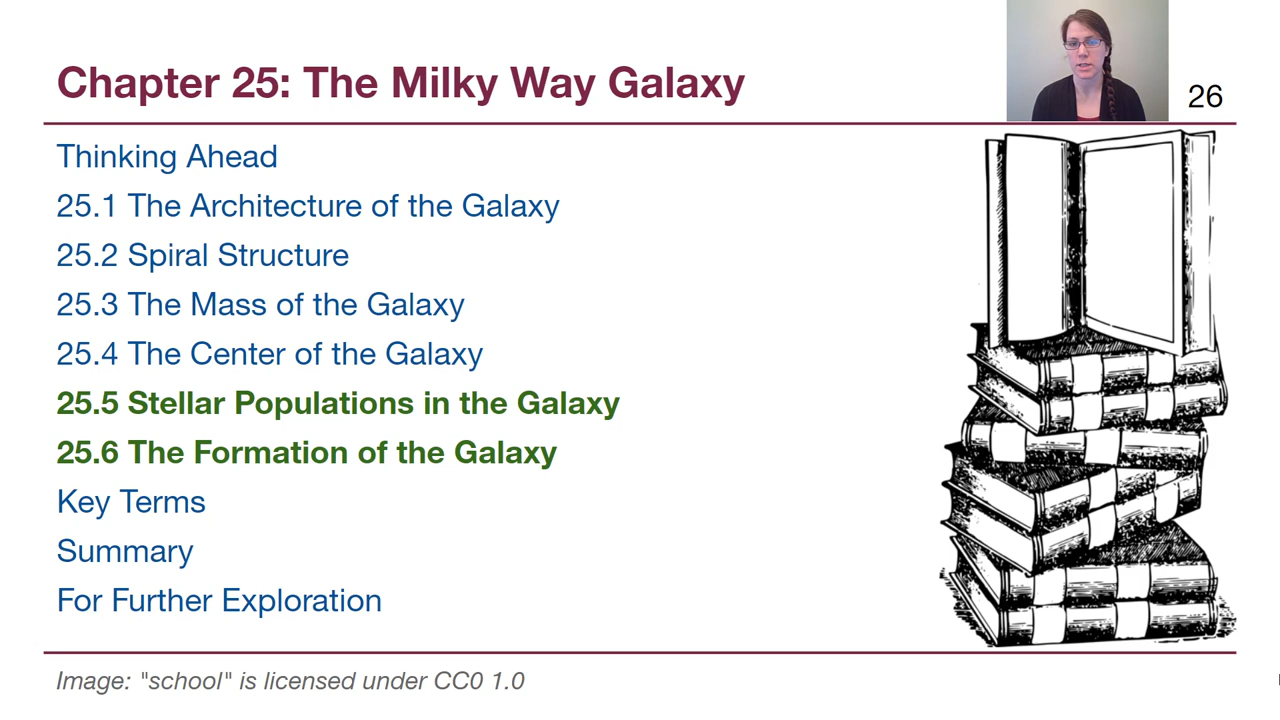 Chapter 25: The Milky Way Galaxy
26
Thinking Ahead
25.1 The Architecture of the Galaxy
25.2 Spiral Structure
25.3 The Mass of the Galaxy
25.4 The Center of the Galaxy
25.5 Stellar Populations in the Galaxy
25.6 The Formation of the Galaxy
Key Terms
Summary
For Further Exploration
Image: "school" is licensed under CC0 1.0